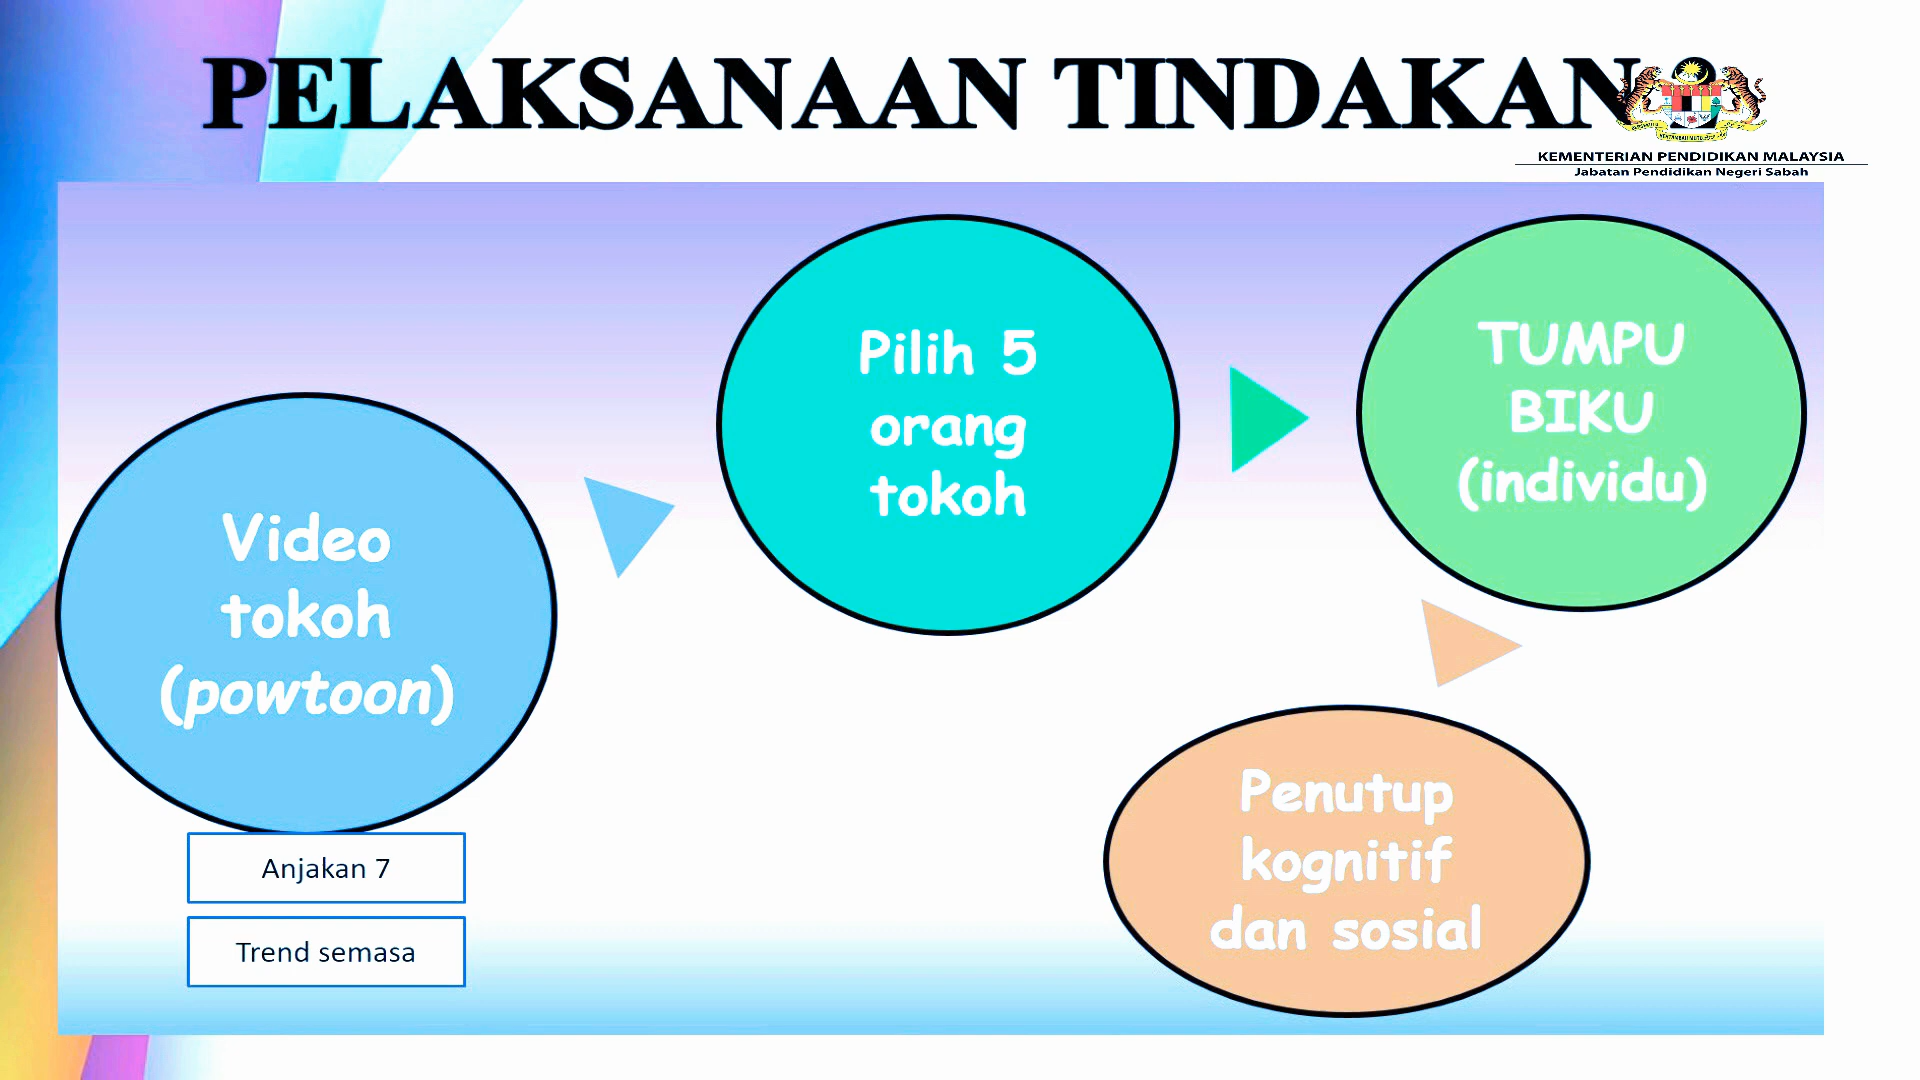 PELAKSANAAN TINDAKAN
KEMENTERIAN PENDIDIKAN MALAYSIA
Jabatan Pendidikan Negeri Sabah
Video
tokoh
(powtoon)
Anjakan 7
Trend semasa
Pilih 5
orang
tokoh
TUMPU
BIKU
(individu)
Penutup
kognitif
dan sosial